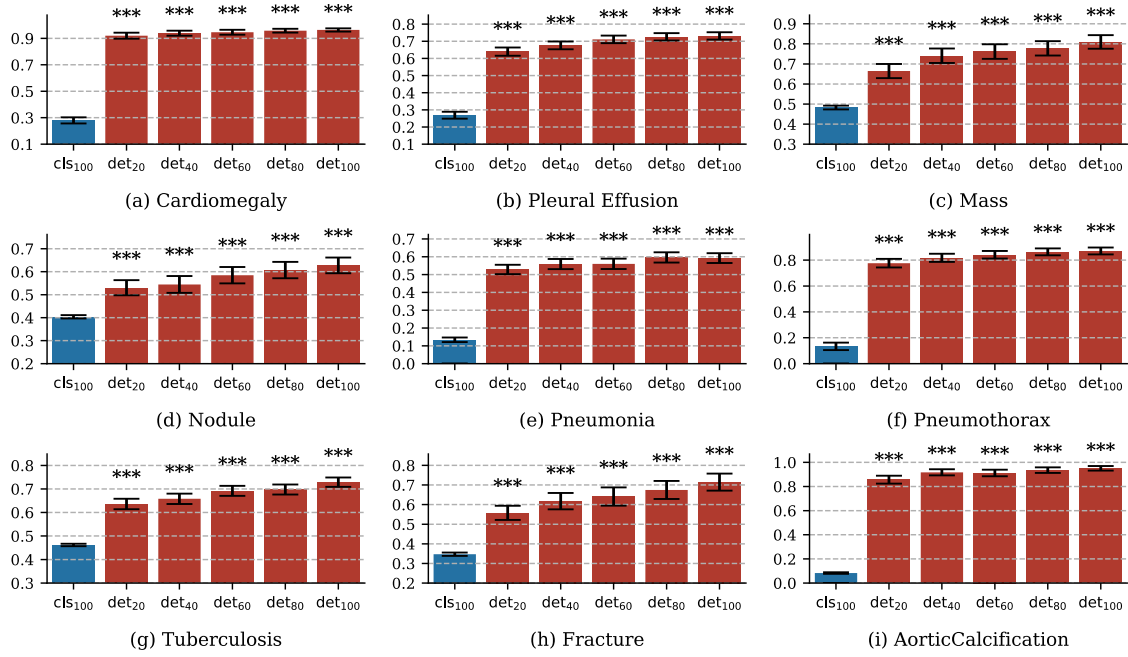 *** *** *** *** ***
0.9
0.7
0.5
0.3
0.1
cls100 det20 det40 det60 det80 det100
(a) Cardiomegaly
*** *** *** *** ***
0.8
0.7
0.6
0.5
0.4
0.3
0.2
0.1
cls100 det20 det40 det60 det80 det100
(b) Pleural Effusion
*** *** *** *** ***
0.9
0.8
0.7
0.6
0.5
0.4
0.3
cls100 det20 det40 det60 det80 det100
(c) Mass
*** *** *** *** ***
0.7
0.6
0.5
0.4
0.3
0.2
cls100 det20 det40 det60 det80 det100
(d) Nodule
*** *** *** *** ***
0.7
0.6
0.5
0.4
0.3
0.2
0.1
0.0
cls100 det20 det40 det60 det80 det100
(e) Pneumonia
*** *** *** *** ***
0.8
0.6
0.4
0.2
0.0
cls100 det20 det40 det60 det80 det100
(f) Pneumothorax
*** *** *** *** ***
0.8
0.7
0.6
0.5
0.4
0.3
cls100 det20 det40 det60 det80 det100
(g) Tuberculosis
*** *** *** *** ***
0.8
0.7
0.6
0.5
0.4
0.3
0.2
cls100 det20 det40 det60 det80 det100
(h) Fracture
*** *** *** *** ***
1.0
0.8
0.6
0.4
0.2
0.0
cls100 det20 det40 det60 det80 det100
(i) AorticCalcification